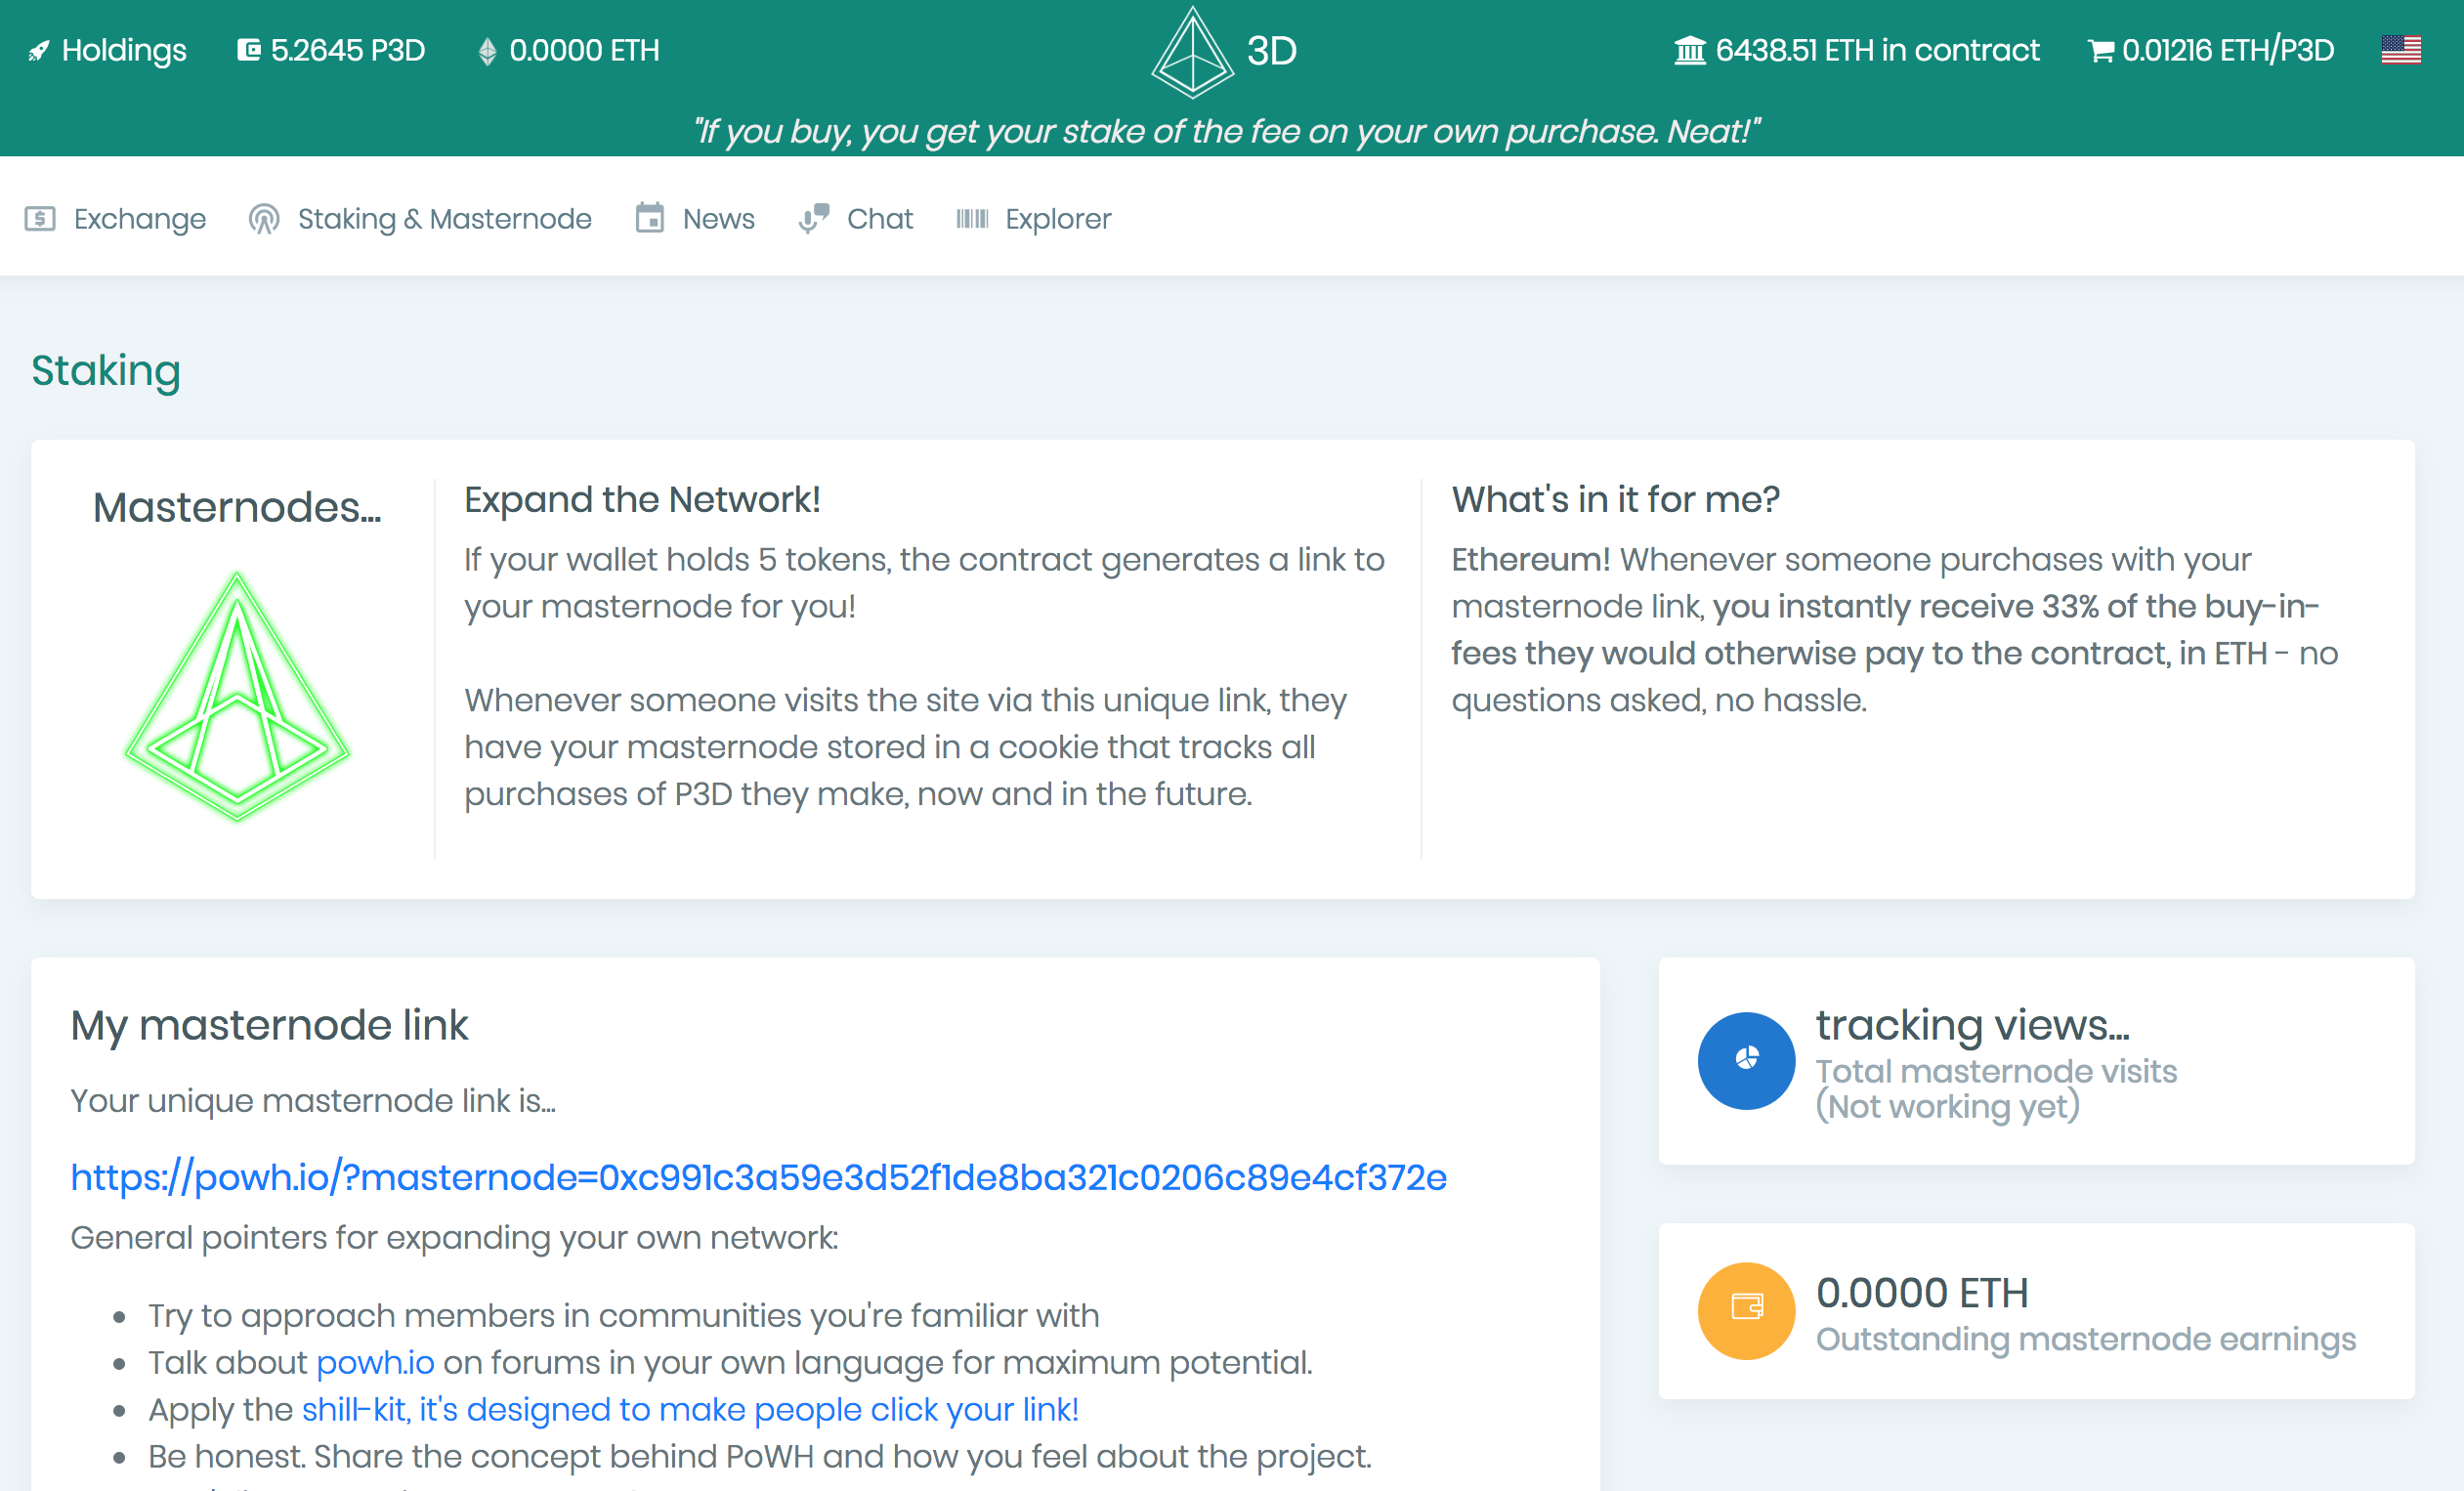 Holdings 5.2645 P3D 0.0000 ETH 3D 6438.51 ETH in contract 0.01216 ETH/P3D
"If you buy, you get your stake of the fee on your own purchase. Neat!"
Exchange Staking & Masternode News Chat Explorer
Staking
Masternodes...
Expand the Network!
If your wallet holds 5 tokens, the contract generates a link to
your masternode for you!
Whenever someone visits the site via this unique link, they
have your masternode stored in a cookie that tracks all
purchases of P3D they make, now and in the future.
What's in it for me?
Ethereum! Whenever someone purchases with your
masternode link, you instantly receive 33% of the buy-in-
fees they would otherwise pay to the contract, in ETH - no
questions asked, no hassle.
My masternode link
Your unique masternode link is...
https://powh.io/?masternode=0xc991c3a59e3d52f1de8ba321c0206c89e4cf372e
General pointers for expanding your own network:
• Try to approach members in communities you're familiar with
• Talk about powh.io on forums in your own language for maximum potential.
• Apply the shill-kit, it's designed to make people click your link!
• Be honest. Share the concept behind PoWH and how you feel about the project.
tracking views...
Total masternode visits
(Not working yet)
0.0000 ETH
Outstanding masternode earnings